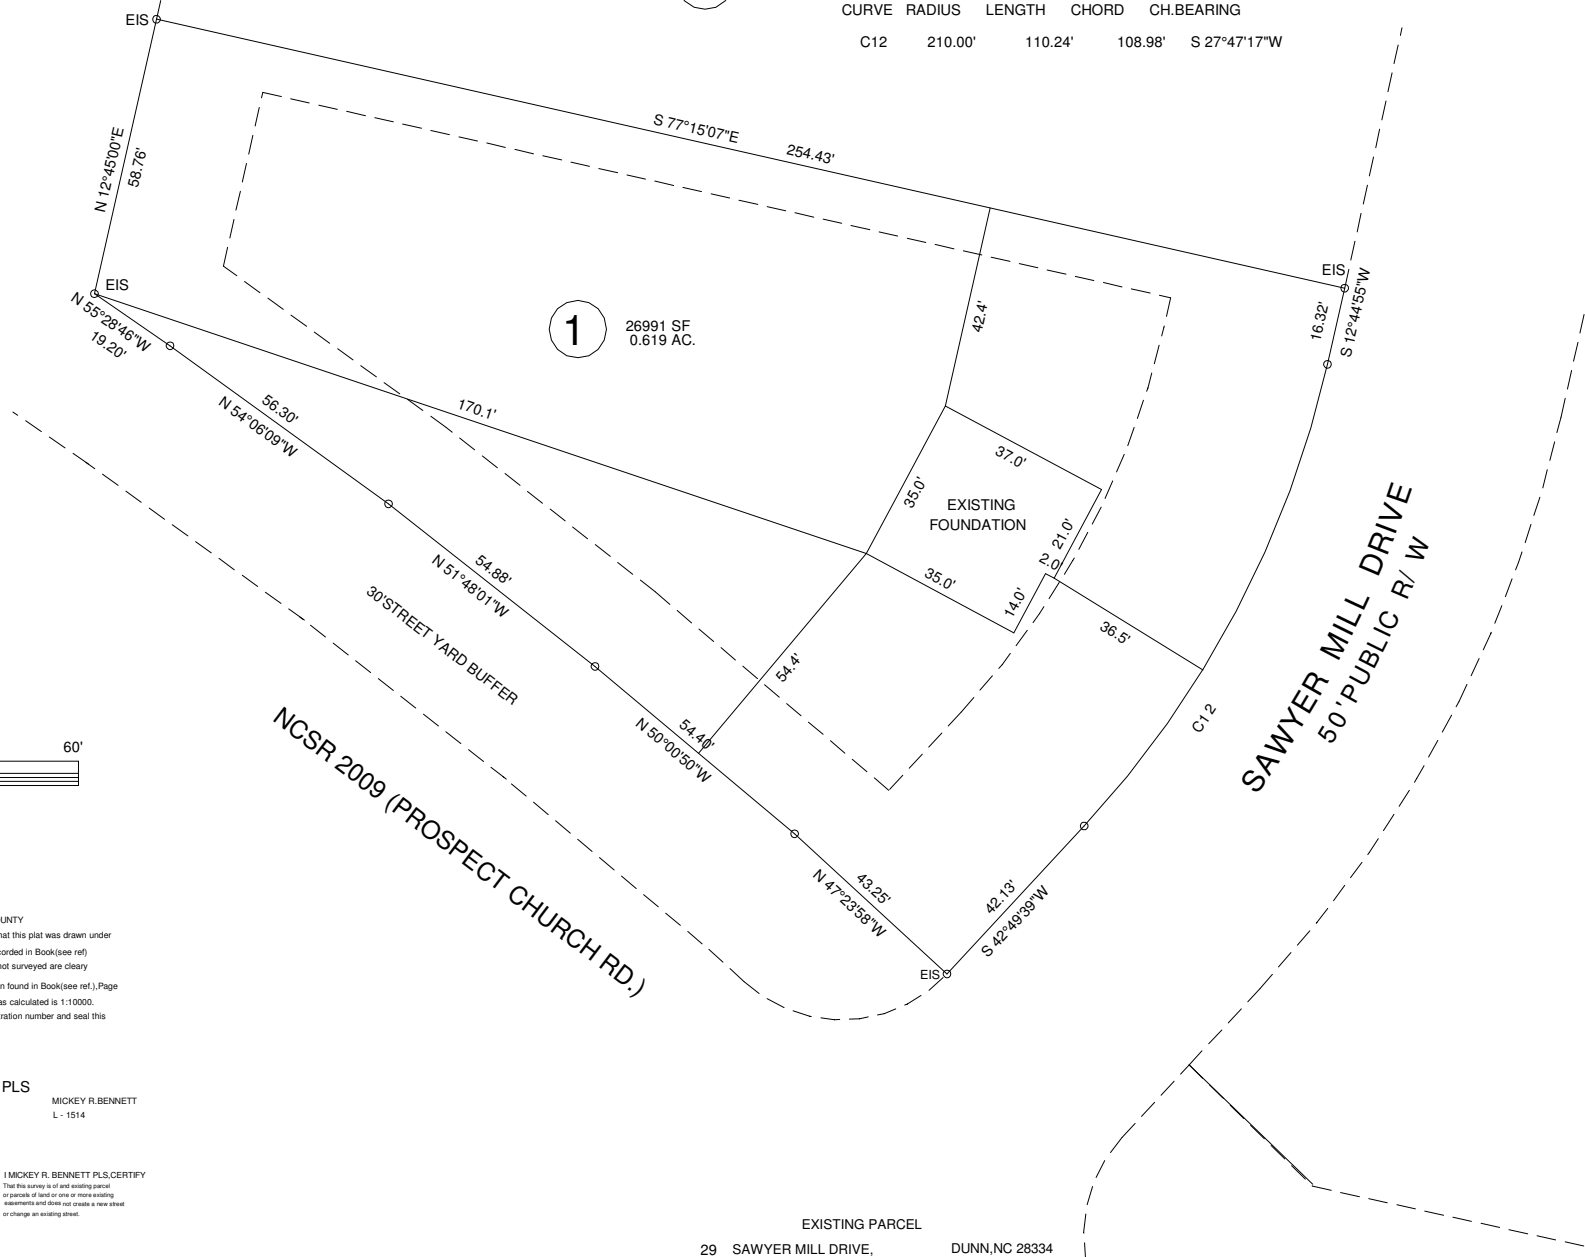 CURVE RADIUS LENGTH CHORD CH.BEARING
C12 210.00' 110.24' 108.98' S 27°47'17"W
EIS
S 77°15'07"E
254.43'
N 12°45'00"E
58.76'
EIS
EIS
16.32'
S 12°44'55"W
42.4'
1
26991 SF
0.619 AC.
N 55°28'46"W
19.20'
56.30'
N 54°06'09"W
170.1'
37.0'
35.0'
EXISTING
FOUNDATION
21.0'
2.0'
35.0'
14.0'
36.5'
54.88'
N 51°48'01"W
30'STREET YARD BUFFER
54.4'
54.40'
N 50°00'50"W
C12
SAWYER MILL DRIVE
50'PUBLIC R/ W
NCSR 2009 (PROSPECT CHURCH RD.)
60'
43.25'
N 47°23'58"W
42.13'
S 42°49'39"W
EIS
UNTY
hat this plat was drawn under
corded in Book(see ref)
not surveyed are cleary
n found in Book(see ref.),Page
as calculated is 1:10000.
ration number and seal this
PLS
MICKEY R.BENNETT
L - 1514
I MICKEY R. BENNETT PLS,CERTIFY
That this survey is of and existing parcel
or parcels of land or one or more existing
easements and does not create a new street
or change an existing street.
EXISTING PARCEL
29 SAWYER MILL DRIVE, DUNN,NC 28334